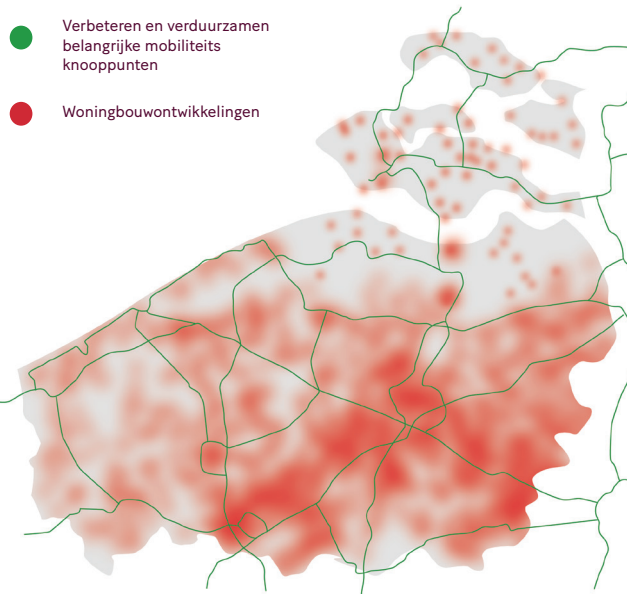 Verbeteren en verduurzamen
belangrijke mobiliteits
knooppunten
Woningbouwontwikkelingen